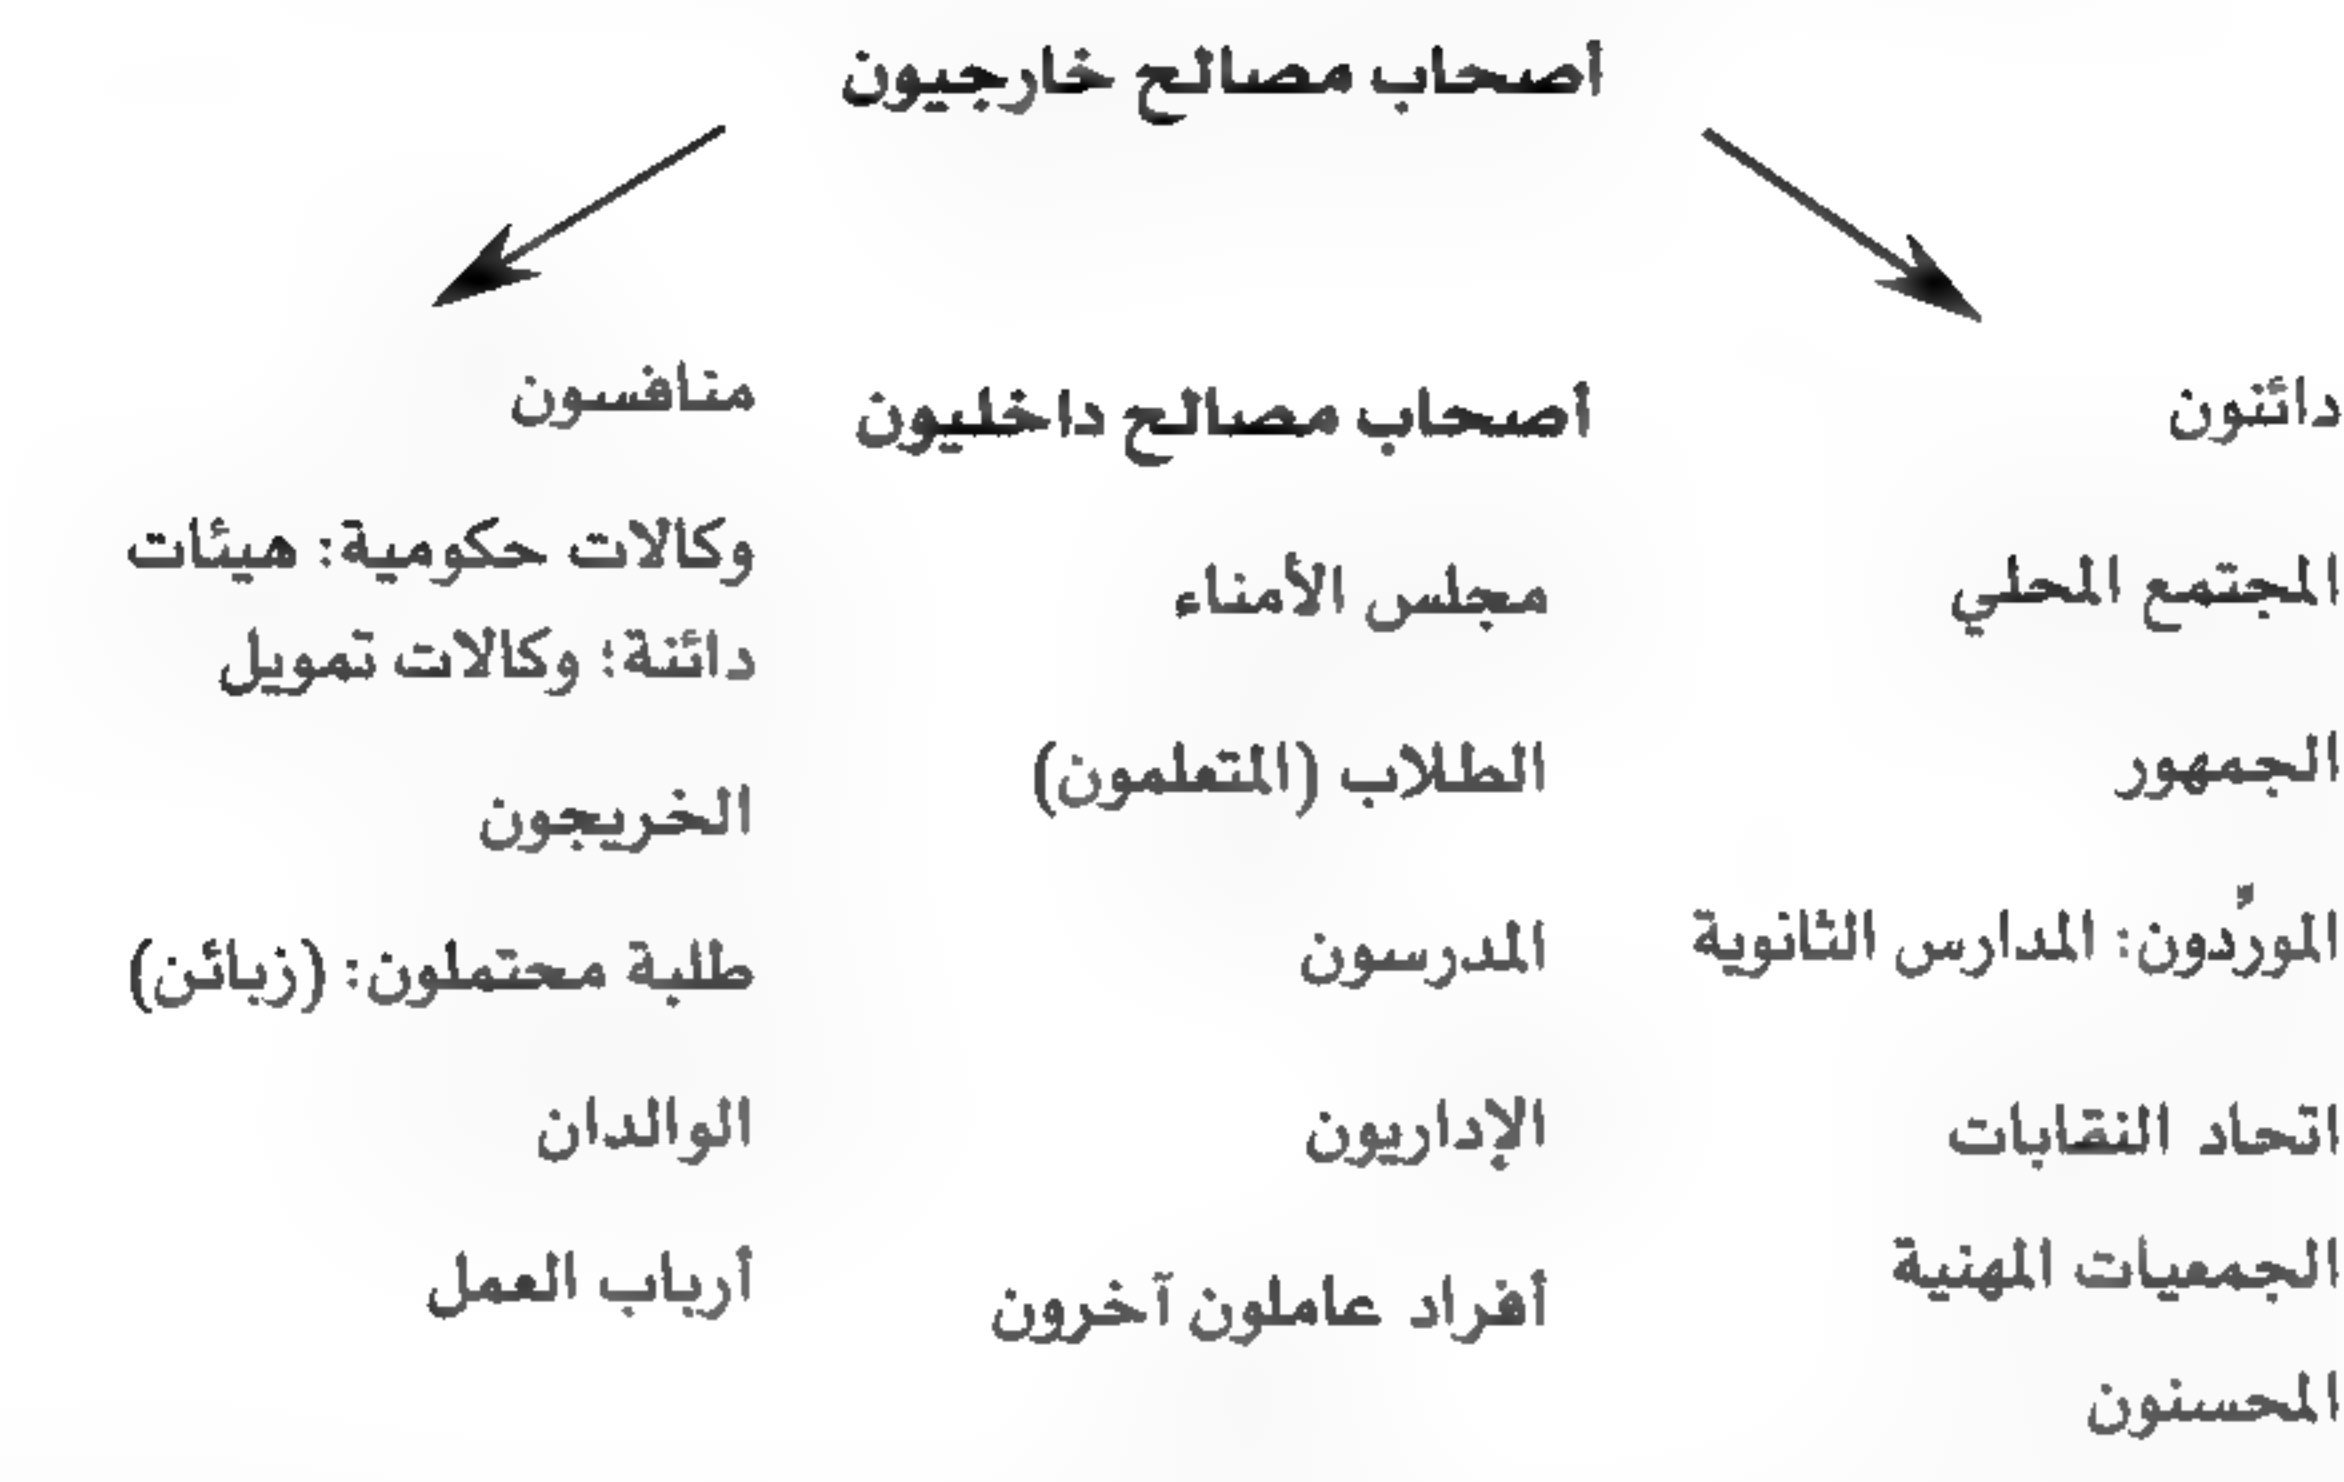 أصحاب مصالح خارجيون
دائنون
المجتمع المحلي
الجمهور
المورِّدون: المدارس الثانوية
اتحاد النقابات
الجمعيات المهنية
المحسنون
أصحاب مصالح داخليون
مجلس الأمناء
الطلاب (المتعلمون)
المدرسون
الإداريون
أفراد عاملون آخرون
منافسون
وكالات حكومية: هيئات
دائنة؛ وكالات تمويل
الخريجون
طلبة محتملون: (زبائن)
الوالدان
أرباب العمل